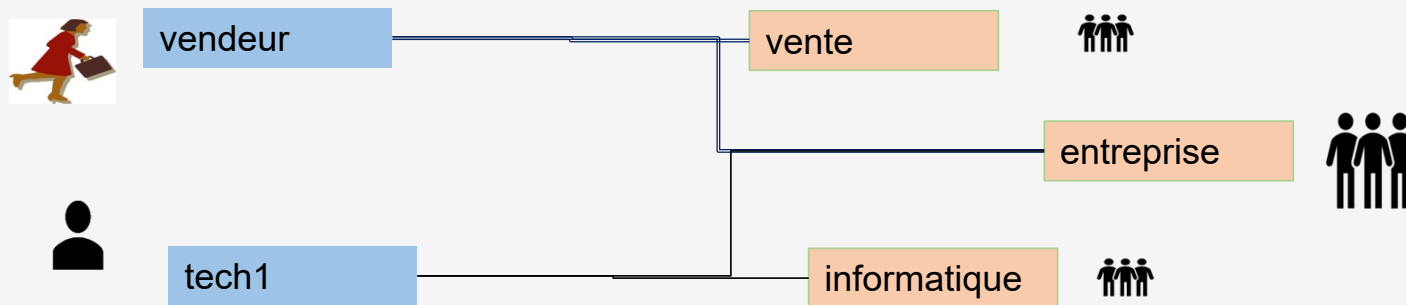 vendeur
vente
entreprise
tech1
informatique